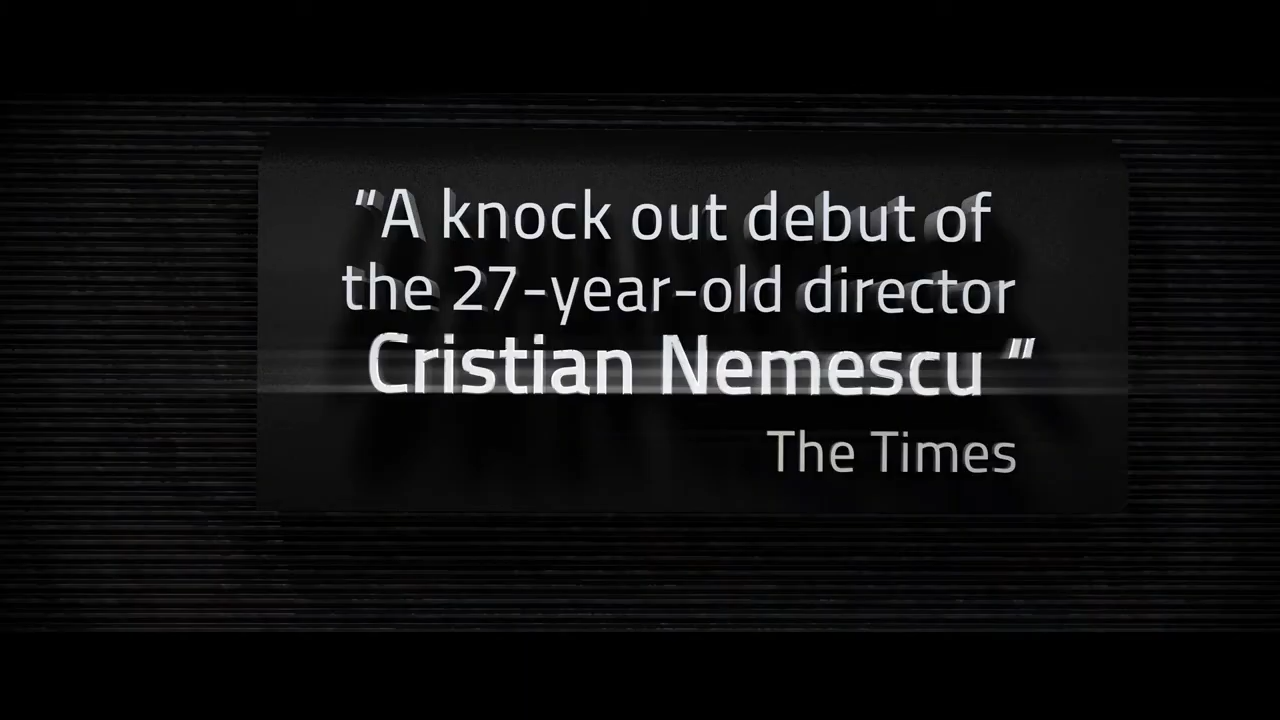 “A knock out debut of
the 27-year-old director
Cristian Nemescu ”
The Times